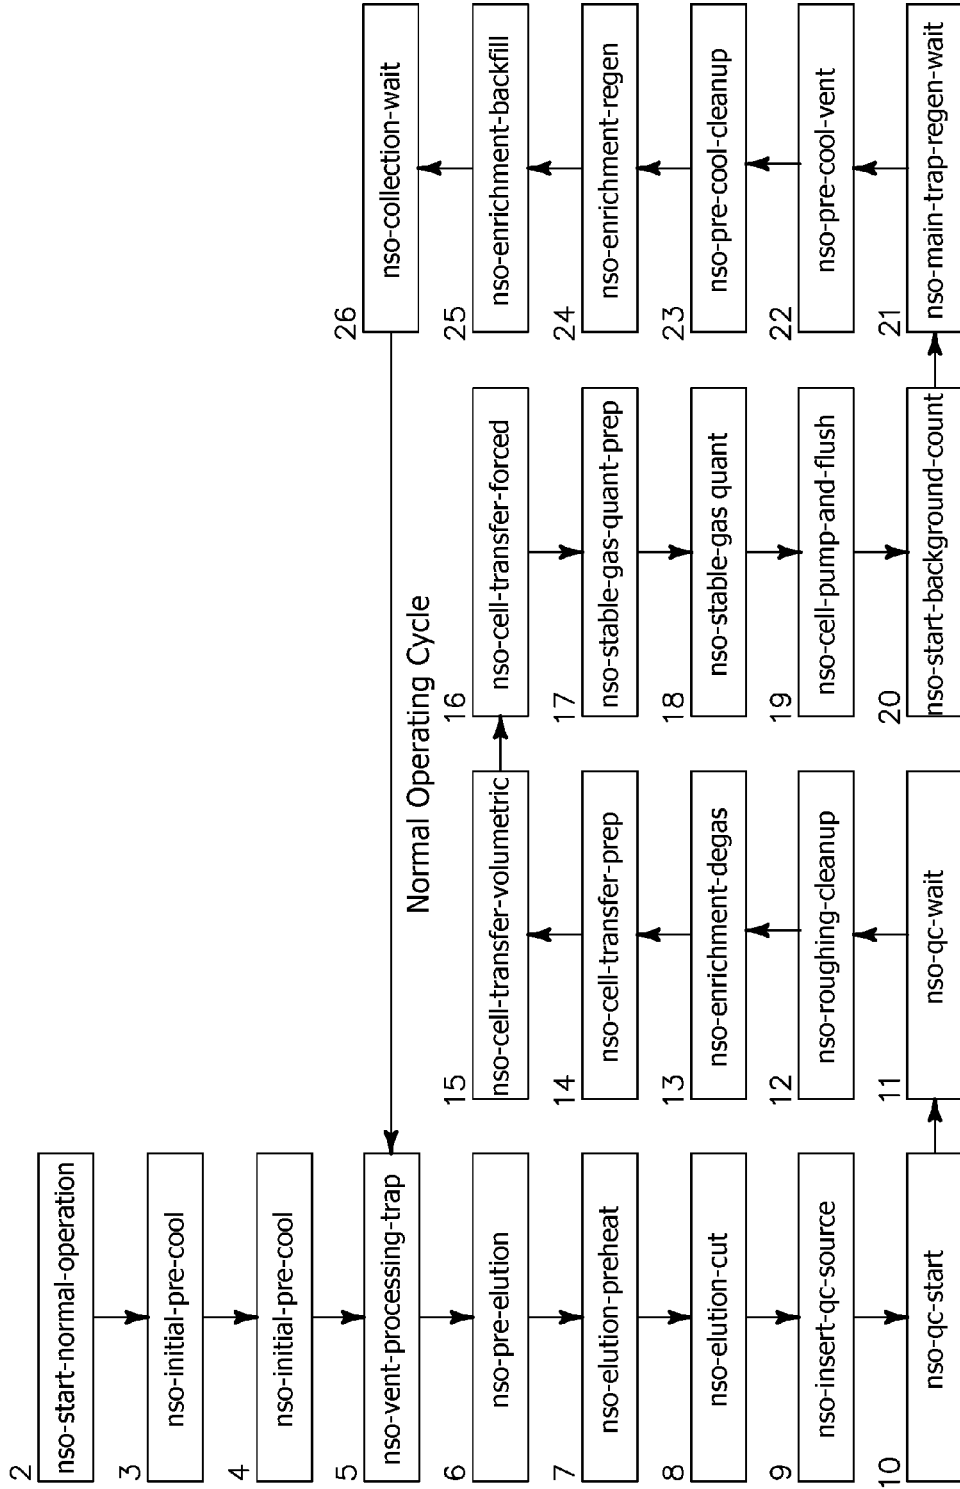 2
nso-start-normal-operation
3
nso-initial-pre-cool
4
nso-initial-pre-cool
5
nso-vent-processing-trap
6
nso-pre-elution
7
nso-elution-preheat
8
nso-elution-cut
9
nso-insert-qc-source
10
nso-qc-start
11
nso-qc-wait
12
nso-roughing-cleanup
13
nso-enrichment-degas
14
nso-cell-transfer-prep
15
nso-cell-transfer-volumetric
16
nso-cell-transfer-forced
17
nso-stable-gas-quant-prep
18
nso-stable-gas quant
19
nso-cell-pump-and-flush
20
nso-start-background-count
21
nso-main-trap-regen-wait
22
nso-pre-cool-vent
23
nso-pre-cool-cleanup
24
nso-enrichment-regen
25
nso-enrichment-backfill
26
nso-collection-wait
Normal Operating Cycle